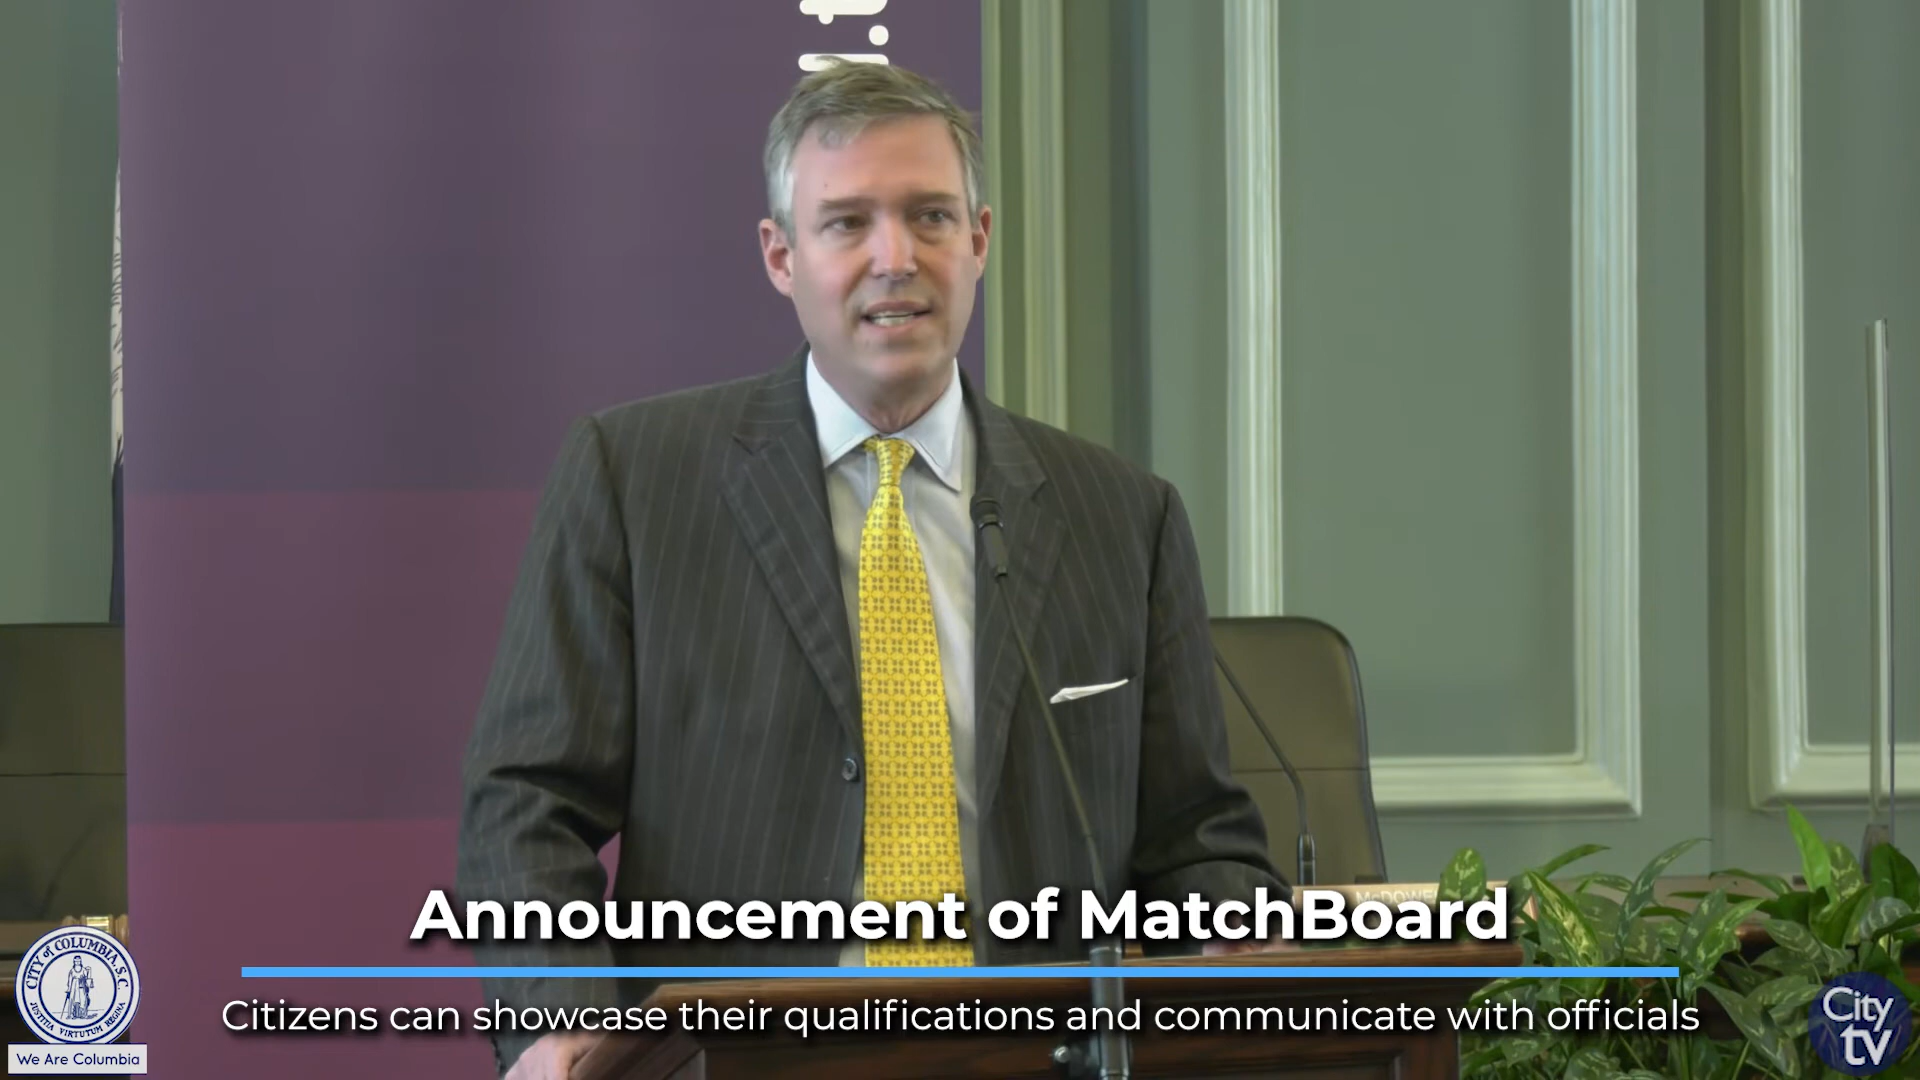 Announcement of MatchBoard
Citizens can showcase their qualifications and communicate with officials
CITY of COLUMBIA, S.C.
JUSTITIA VIRTUTUM REGINA
We Are Columbia
City
tv